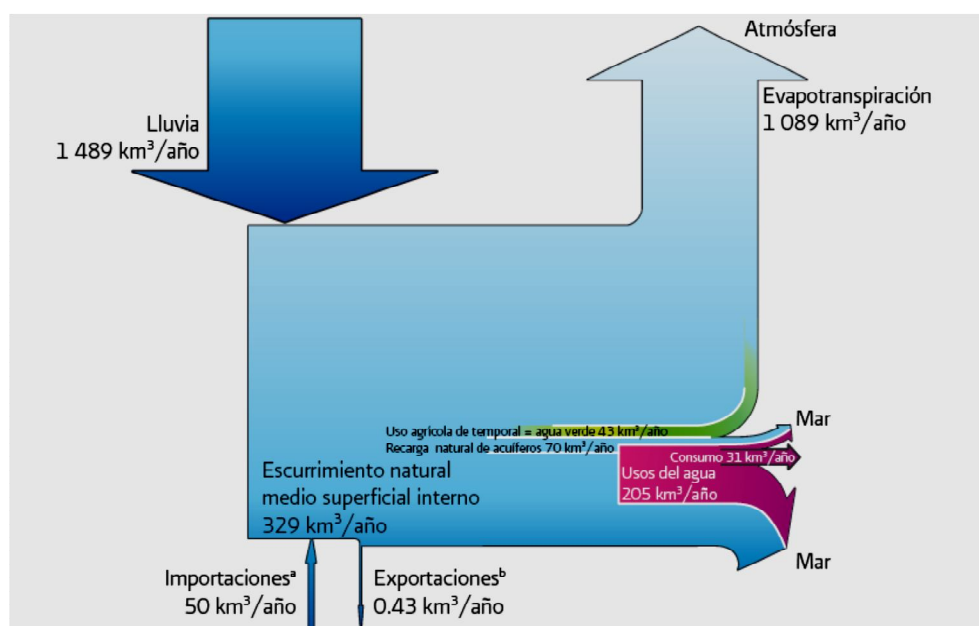 Atmósfera
Lluvia
1 489 km³/año
Evapotranspiración
1 089 km³/año
Uso agrícola de temporal = agua verde 43 km³/año
Recarga natural de acuíferos 70 km³/año
Mar
Consumo 31 km³/año
Usos del agua
205 km³/año
Escurrimiento natural
medio superficial interno
329 km³/año
Mar
Importacionesª
50 km³/año
Exportacionesᵇ
0.43 km³/año